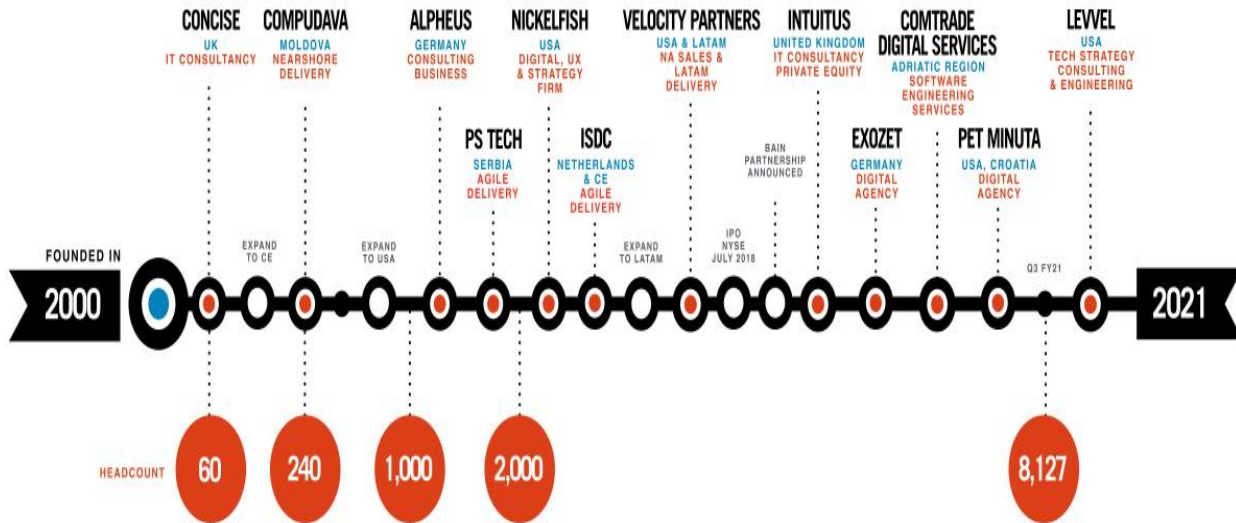 CONCISE
UK
IT CONSULTANCY
COMPUDAVA
MOLDOVA
NEARSHORE
DELIVERY
ALPHEUS
GERMANY
CONSULTING
BUSINESS
NICKELFISH
USA
DIGITAL, UX
& STRATEGY
FIRM
VELOCITY PARTNERS
USA & LATAM
NA SALES &
LATAM
DELIVERY
INTUITUS
UNITED KINGDOM
IT CONSULTANCY
PRIVATE EQUITY
COMTRADE
DIGITAL SERVICES
ADRIATIC REGION
SOFTWARE
ENGINEERING
SERVICES
LEVVEL
USA
TECH STRATEGY
CONSULTING
& ENGINEERING
PS TECH
SERBIA
AGILE
DELIVERY
ISDC
NETHERLANDS
& CE
AGILE
DELIVERY
BAIN
PARTNERSHIP
ANNOUNCED
EXOZET
GERMANY
DIGITAL
AGENCY
PET MINUTA
USA, CROATIA
DIGITAL
AGENCY
FOUNDED IN
2000
EXPAND
TO CE
EXPAND
TO USA
EXPAND
TO LATAM
IPO
NYSE
JULY 2018
Q3 FY21
2021
HEADCOUNT
60
240
1,000
2,000
8,127